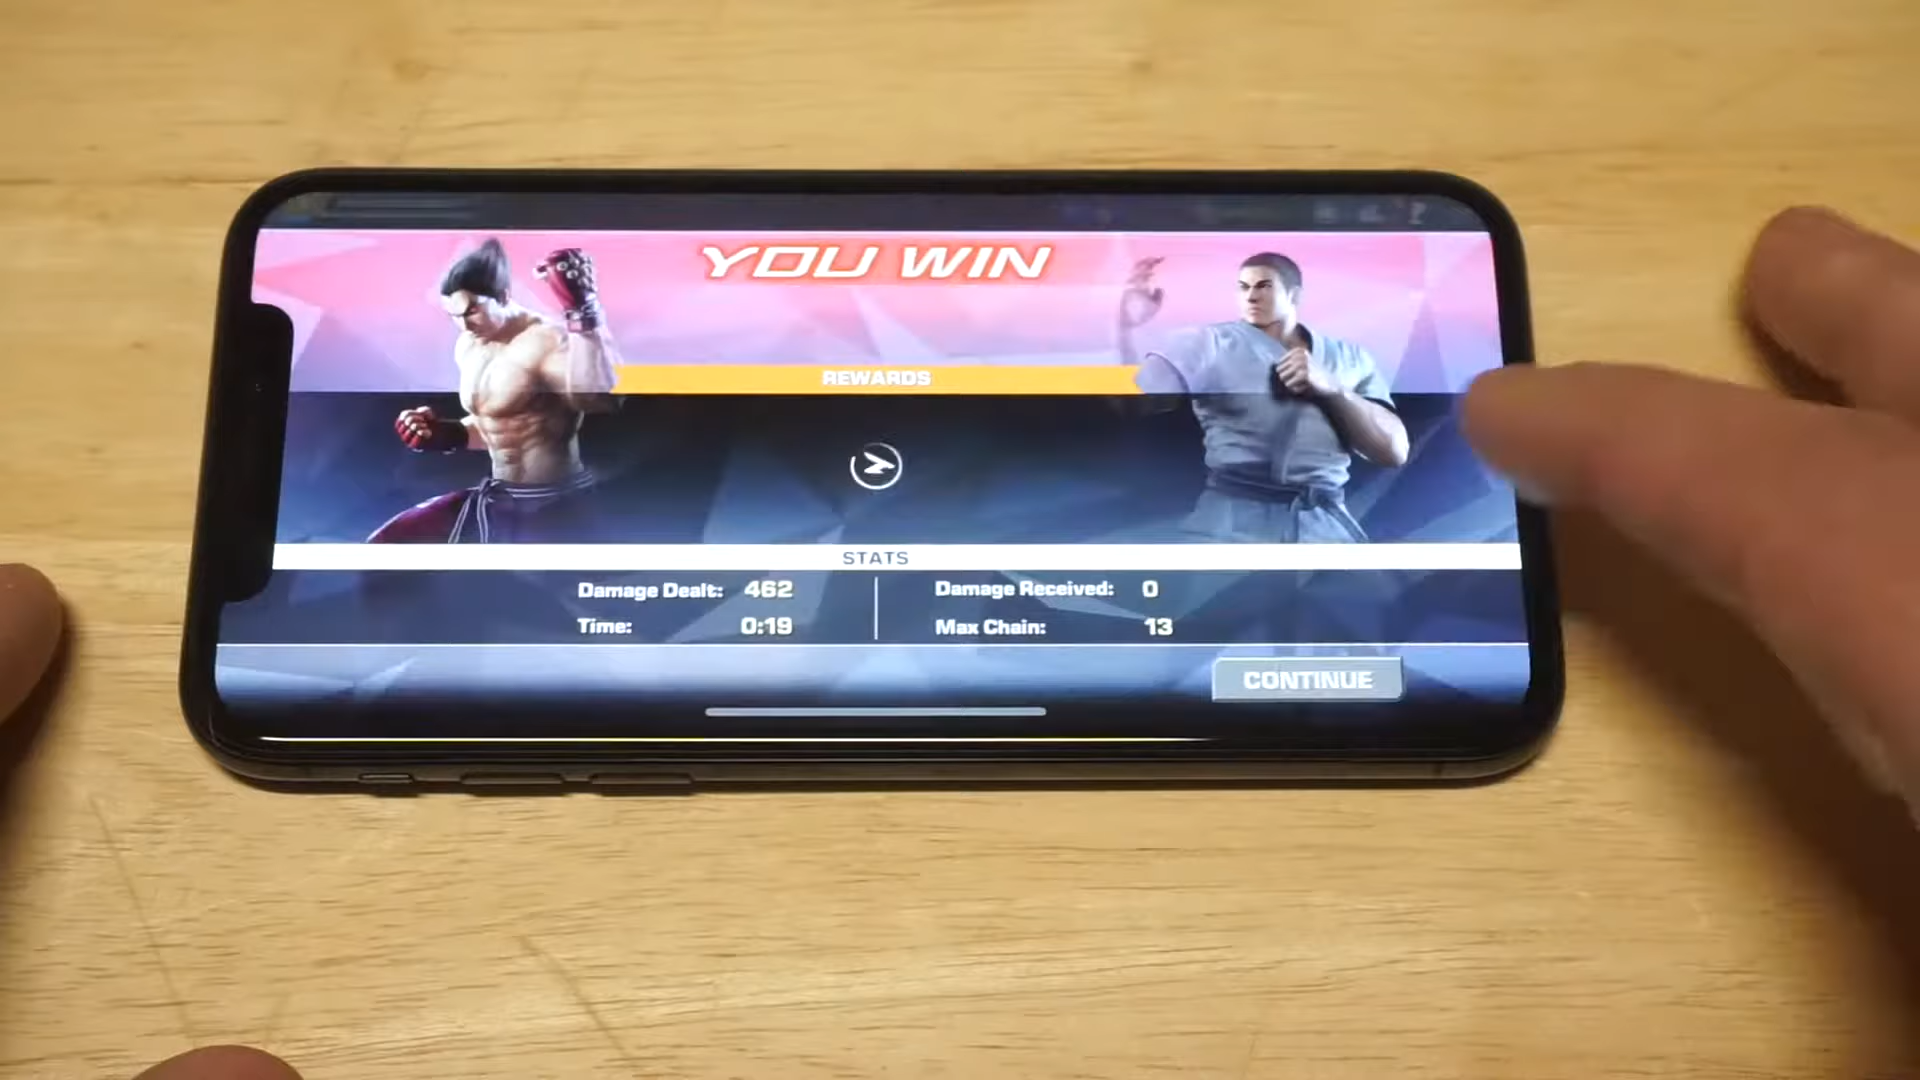 YOU WIN
REWARDS
STATS
Damage Dealt: 462
Damage Received: 0
Time: 0:19
Max Chain: 13
CONTINUE